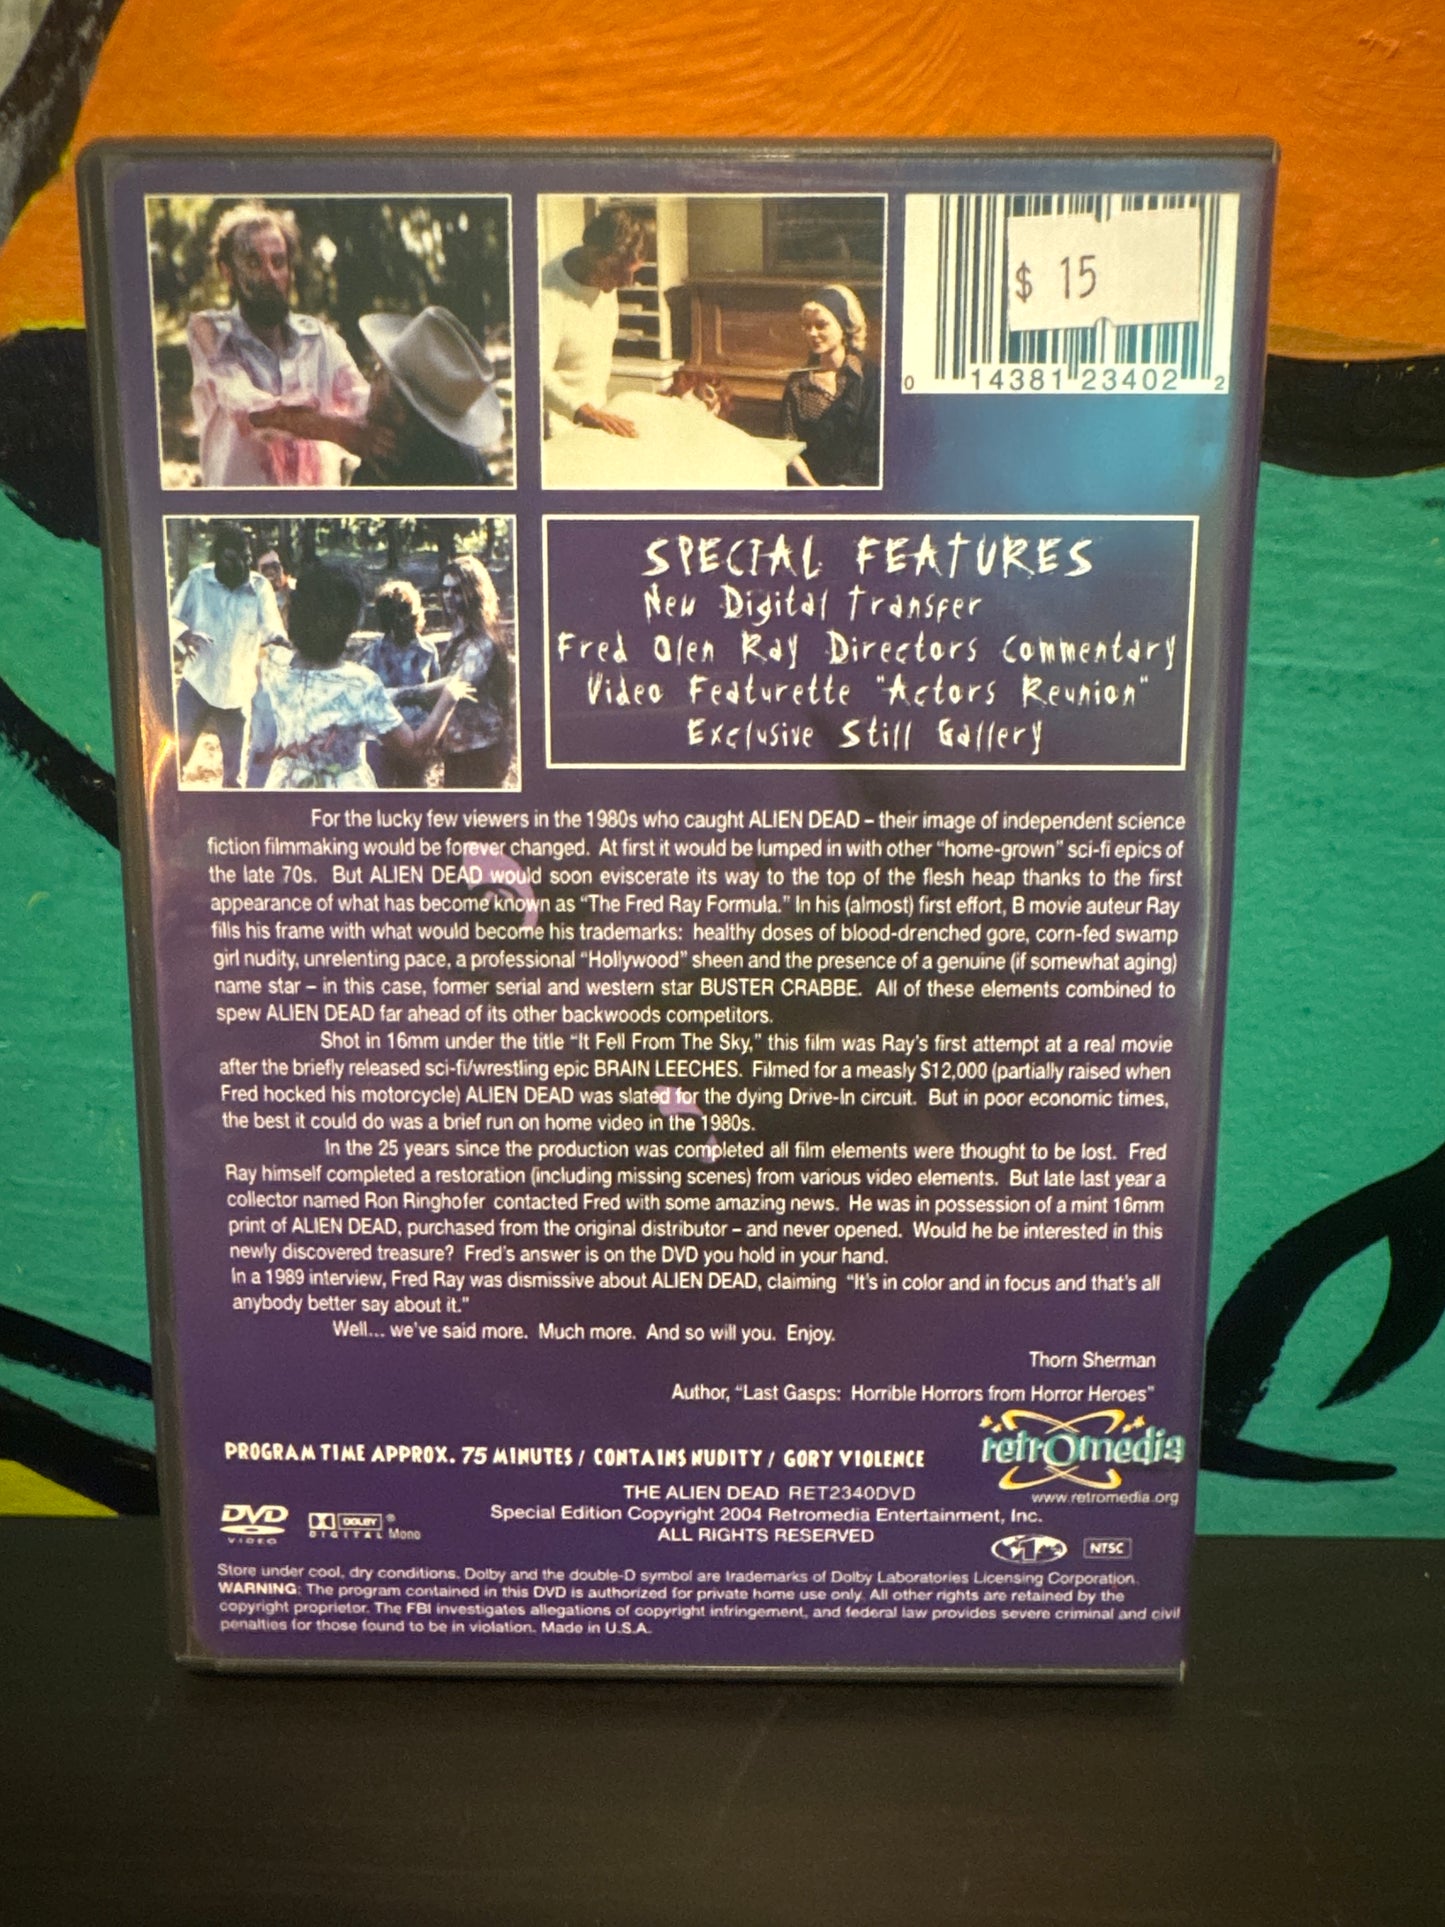 $ 15
0 14381 23402 2
SPECIAL FEATURES
New Digital Transfer
Fred Olen Ray Directors Commentary
Video Featurette "Actors Reunion"
Exclusive Still Gallery
For the lucky few viewers in the 1980s who caught ALIEN DEAD – their image of independent science
fiction filmmaking would be forever changed. At first it would be lumped in with other "home-grown" sci-fi epics of
the late 70s. But ALIEN DEAD would soon eviscerate its way to the top of the flesh heap thanks to the first
appearance of what has become known as "The Fred Ray Formula." In his (almost) first effort, B movie auteur Ray
fills his frame with what would become his trademarks: healthy doses of blood-drenched gore, corn-fed swamp
girl nudity, unrelenting pace, a professional "Hollywood" sheen and the presence of a genuine (if somewhat aging)
name star – in this case, former serial and western star BUSTER CRABBE. All of these elements combined to
spew ALIEN DEAD far ahead of its other backwoods competitors.
Shot in 16mm under the title "It Fell From The Sky," this film was Ray's first attempt at a real movie
after the briefly released sci-fi/wrestling epic BRAIN LEECHES. Filmed for a measly $12,000 (partially raised when
Fred hocked his motorcycle) ALIEN DEAD was slated for the dying Drive-In circuit. But in poor economic times,
the best it could do was a brief run on home video in the 1980s.
In the 25 years since the production was completed all film elements were thought to be lost. Fred
Ray himself completed a restoration (including missing scenes) from various video elements. But late last year a
collector named Ron Ringhofer contacted Fred with some amazing news. He was in possession of a mint 16mm
print of ALIEN DEAD, purchased from the original distributor – and never opened. Would he be interested in this
newly discovered treasure? Fred's answer is on the DVD you hold in your hand.
In a 1989 interview, Fred Ray was dismissive about ALIEN DEAD, claiming "It's in color and in focus and that's all
anybody better say about it."
Well... we've said more. Much more. And so will you. Enjoy.
Thorn Sherman
Author, "Last Gasps: Horrible Horrors from Horror Heroes"
PROGRAM TIME APPROX. 75 MINUTES / CONTAINS NUDITY / GORY VIOLENCE
retromedia
www.retromedia.org
THE ALIEN DEAD RET2340DVD
Special Edition Copyright 2004 Retromedia Entertainment, Inc.
ALL RIGHTS RESERVED
DVD
VIDEO
DOLBY ®
DIGITAL Mono
1
NTSC
Store under cool, dry conditions. Dolby and the double-D symbol are trademarks of Dolby Laboratories Licensing Corporation.
WARNING: The program contained in this DVD is authorized for private home use only. All other rights are retained by the
copyright proprietor. The FBI investigates allegations of copyright infringement, and federal law provides severe criminal and civil
penalties for those found to be in violation. Made in U.S.A.